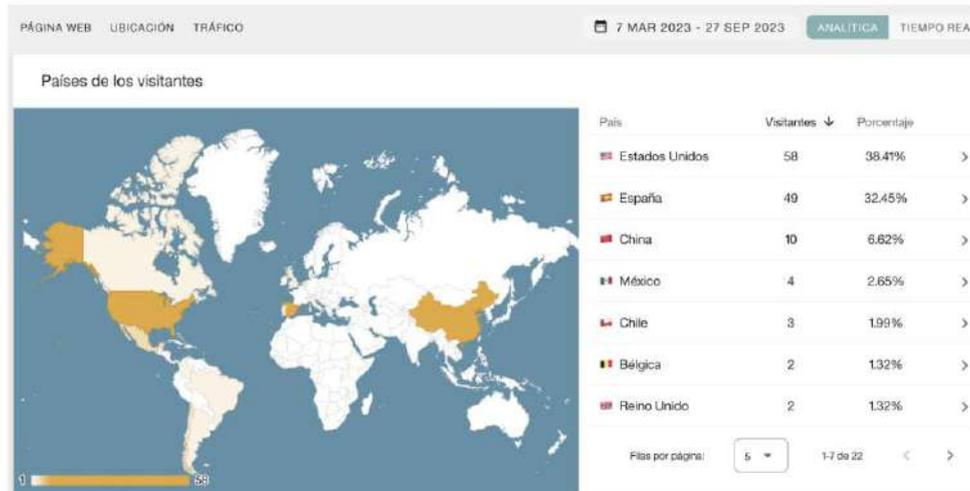 PÁGINA WEB UBICACIÓN TRÁFICO 7 MAR 2023 - 27 SEP 2023 ANALÍTICA TIEMPO REA
Países de los visitantes
País Visitantes Porcentaje
Estados Unidos 58 38.41%
España 49 32.45%
China 10 6.62%
México 4 2.65%
Chile 3 1.99%
Bélgica 2 1.32%
Reino Unido 2 1.32%
Filas por página: 5 1-7 de 22
1 58